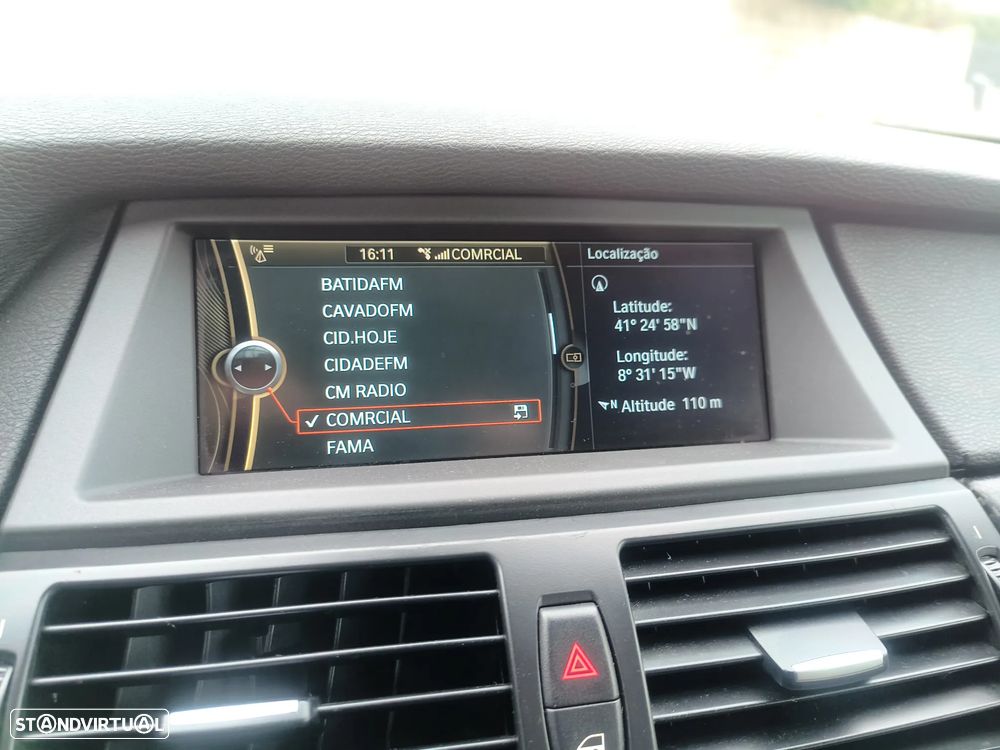 16:11 COMRCIAL
BATIDAFM
CAVADOFM
CID.HOJE
CIDADEFM
CM RADIO
COMRCIAL
FAMA
Localização
Latitude:
41° 24' 58"N
Longitude:
8° 31' 15"W
N Altitude 110 m
STANDVIRTUAL